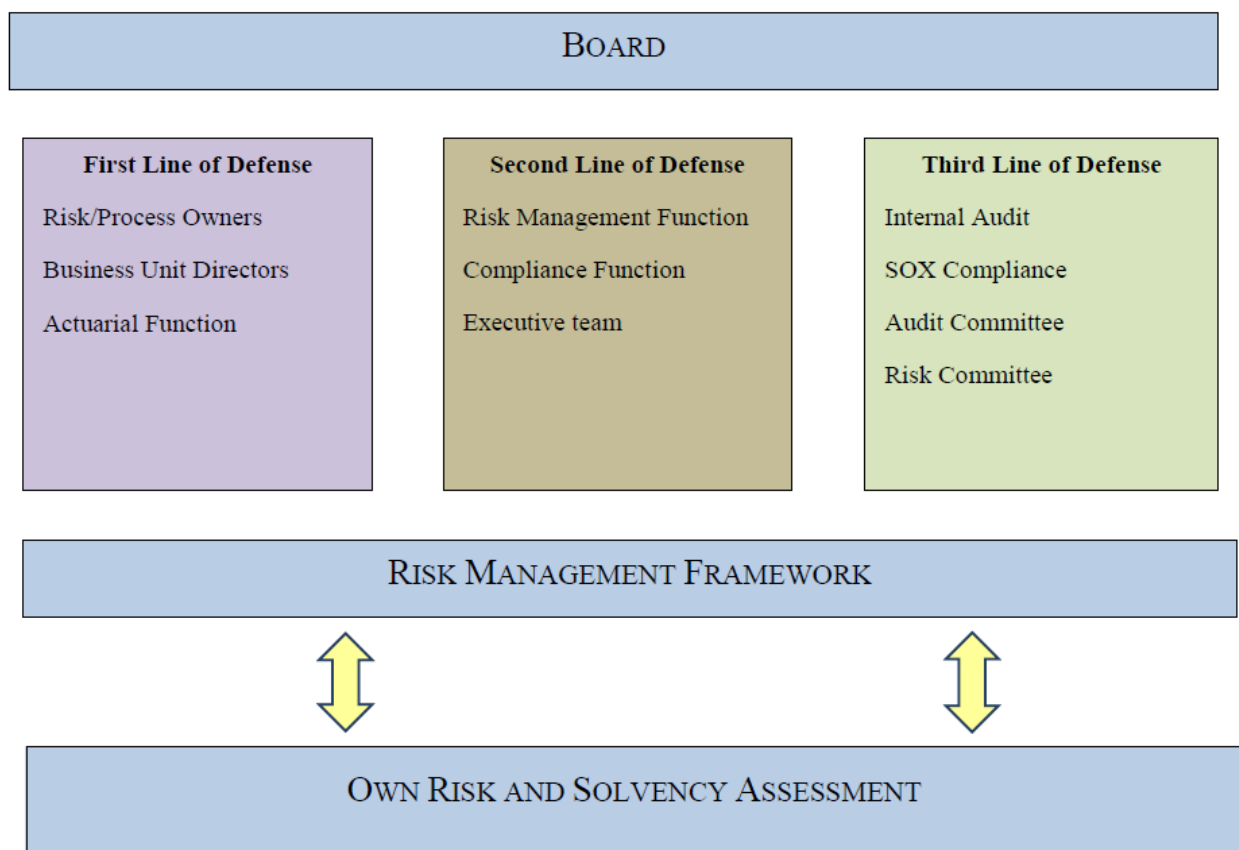 BOARD
First Line of Defense
Risk/Process Owners
Business Unit Directors
Actuarial Function
Second Line of Defense
Risk Management Function
Compliance Function
Executive team
Third Line of Defense
Internal Audit
SOX Compliance
Audit Committee
Risk Committee
RISK MANAGEMENT FRAMEWORK
OWN RISK AND SOLVENCY ASSESSMENT